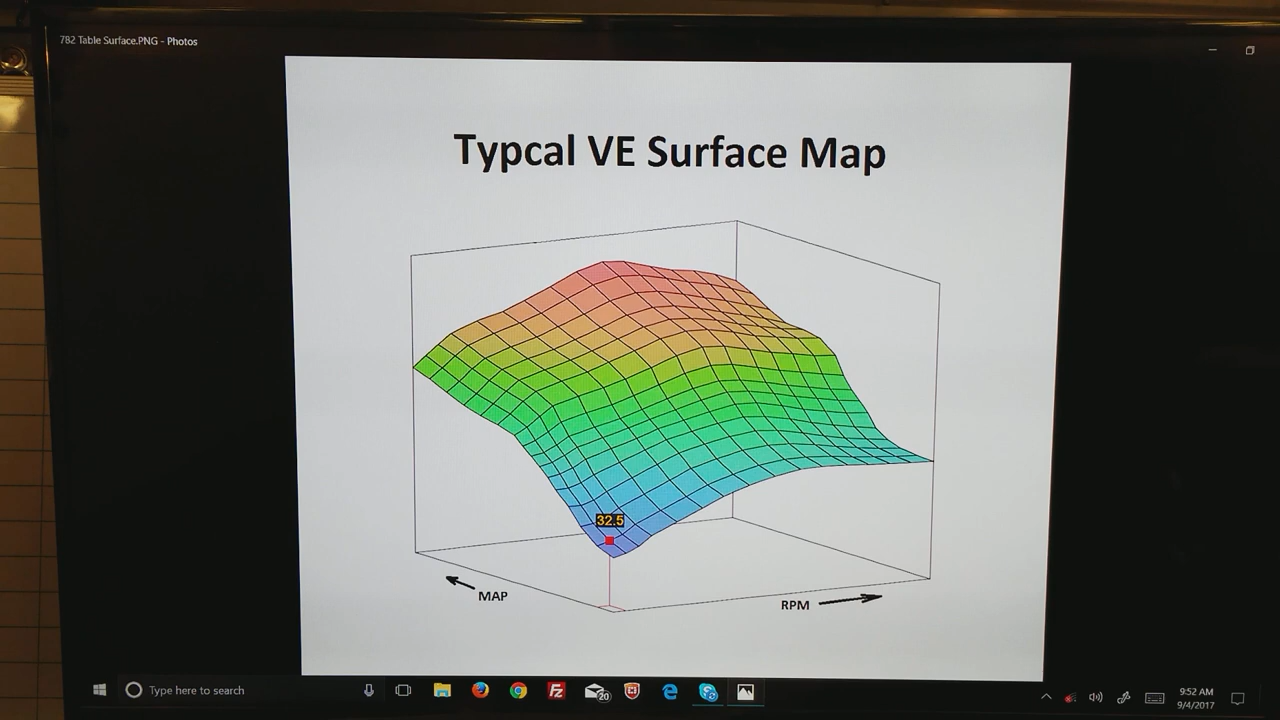 782 Table Surface.PNG - Photos
Typcal VE Surface Map
32.5
MAP
RPM
Type here to search
20
9:52 AM
9/4/2017